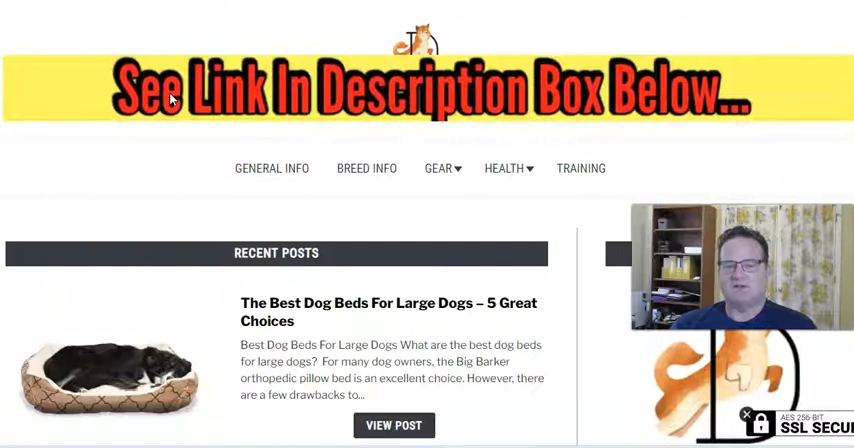 See Link In Description Box Below...
GENERAL INFO BREED INFO GEAR HEALTH TRAINING
RECENT POSTS
The Best Dog Beds For Large Dogs – 5 Great
Choices
Best Dog Beds For Large Dogs What are the best dog beds
for large dogs? For many dog owners, the Big Barker
orthopedic pillow bed is an excellent choice. However, there
are a few drawbacks to...
VIEW POST
AES 256-BIT
SSL SECU